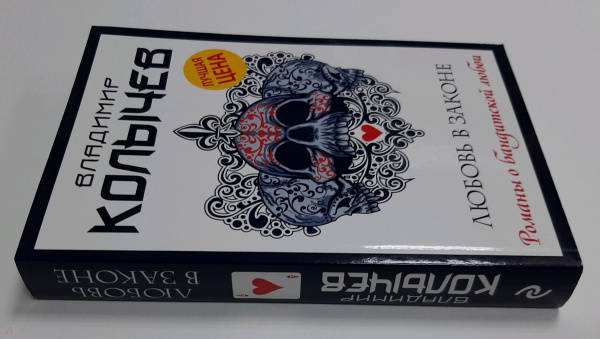 ВЛАДИМИР
КОЛЫЧЕВ
ЛУЧШАЯ
ЦЕНА
ЛЮБОВЬ В ЗАКОНЕ
Романы о бандитской любви
ВЛАДИМИР
КОЛЫЧЕВ
ЛЮБОВЬ
В ЗАКОНЕ